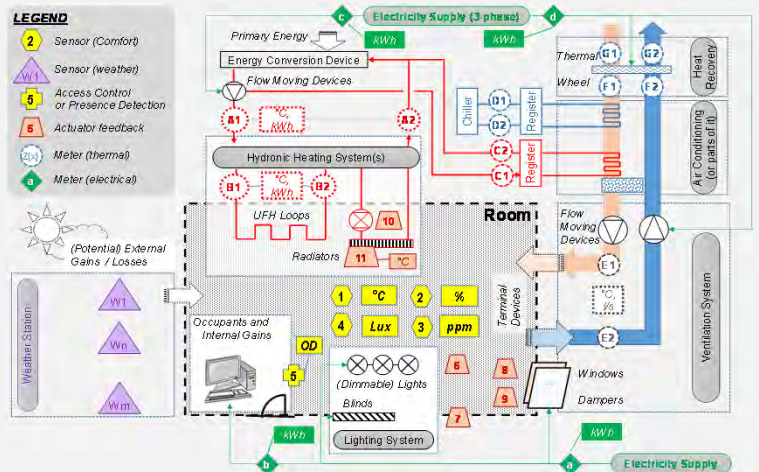 LEGEND
2 Sensor (Comfort)
W1 Sensor (weather)
5 Access Control
or Presence Detection
6 Actuator feedback
Z(x) Meter (thermal)
a Meter (electrical)
c
Electricity Supply (3 phase)
d
kWh
kWh
Primary Energy
Energy Conversion Device
Flow Moving Devices
A1
°C,
kWh
A2
Hydronic Heating System(s)
B1
°C,
kWh
B2
UFH Loops
10
Radiators
11
°C
Chiller
D1
D2
Register
C2
C1
Register
Thermal
Wheel
G1
G2
F1
F2
Heat
Recovery
Air Conditioning
(or parts of it)
Room
Flow
Moving
Devices
E1
°C,
l/s
E2
Ventilation System
Terminal
Devices
(Potential) External
Gains / Losses
Weather Station
W1
Wn
Wm
1
°C
2
%
4
Lux
3
ppm
Occupants and
Internal Gains
OD
5
(Dimmable) Lights
Blinds
Lighting System
6
7
8
9
Windows
Dampers
b
kWh
a
kWh
Electricity Supply